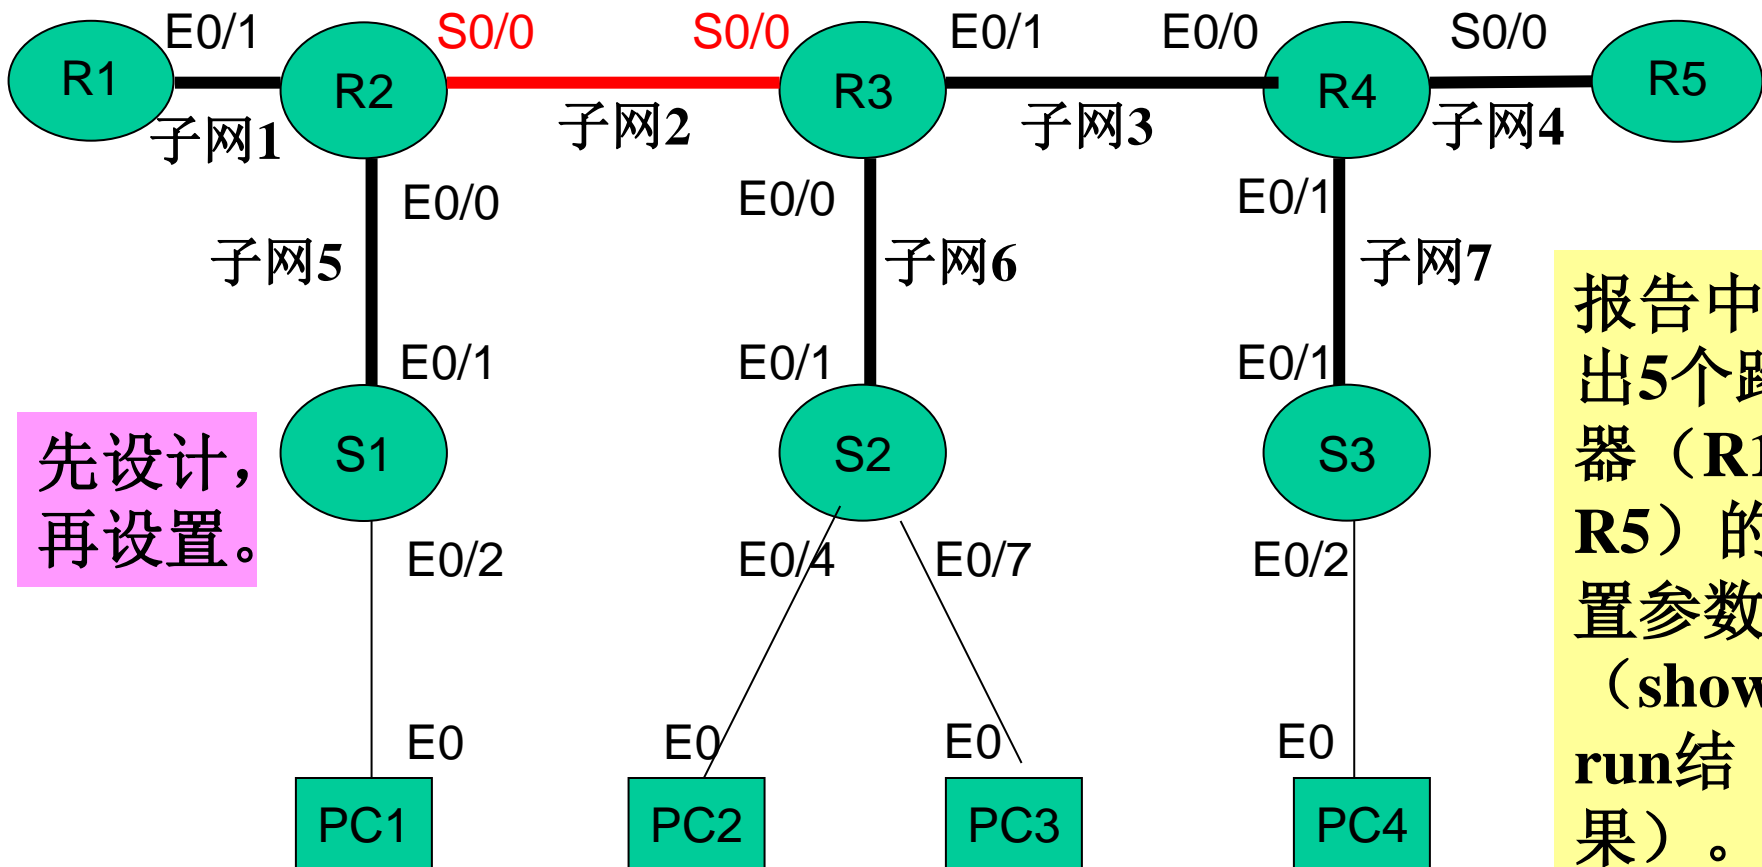 E0/1 S0/0 S0/0 E0/1 E0/0 S0/0
R1 R2 R3 R4 R5
子网1 子网2 子网3 子网4
E0/0 E0/0 E0/1
子网5 子网6 子网7
E0/1 E0/1 E0/1
S1 S2 S3
先设计，
再设置。
E0/2 E0/4 E0/7 E0/2
E0 E0 E0 E0
PC1 PC2 PC3 PC4
报告中
出5个
器（R1
R5）的
置参数
（show
run结
果）。